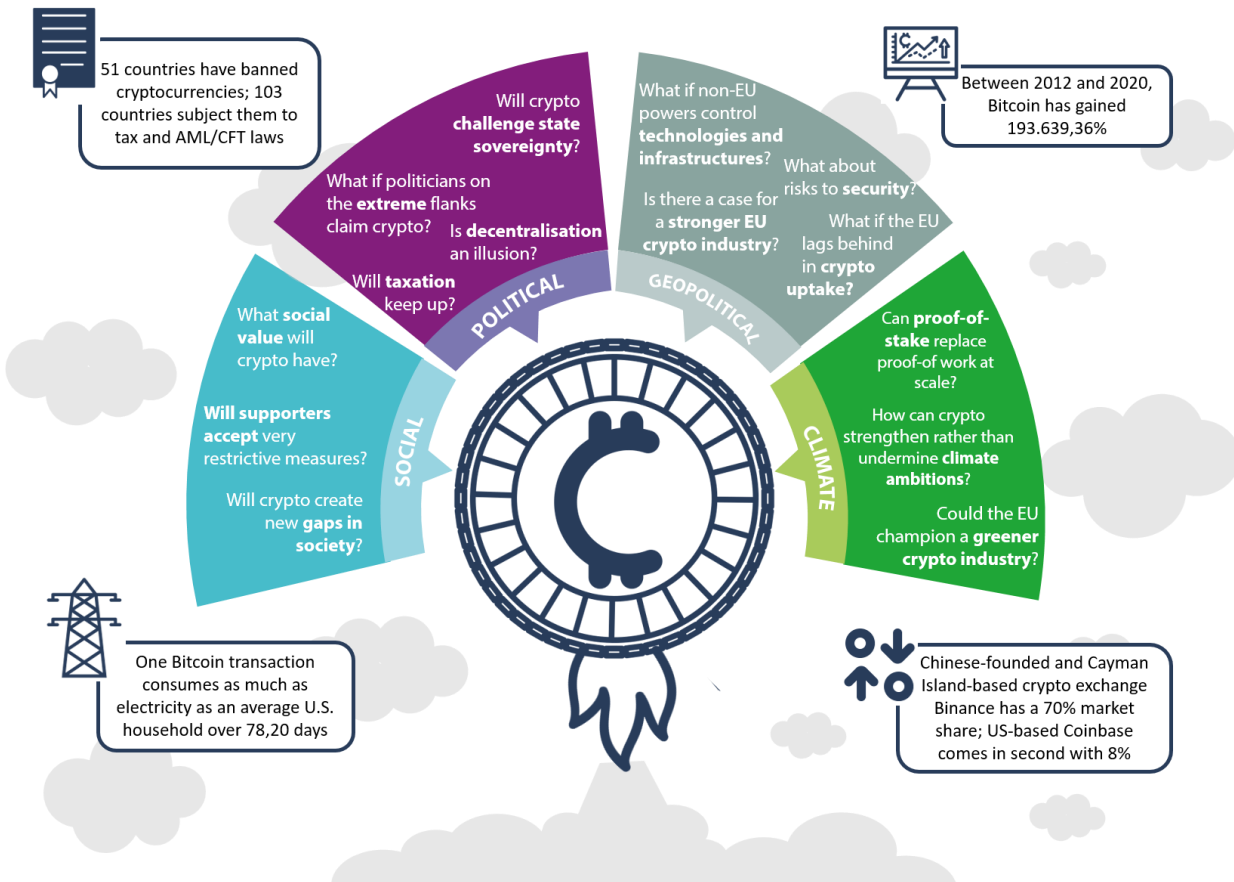 51 countries have banned
cryptocurrencies; 103
countries subject them to
tax and AML/CFT laws
Between 2012 and 2020,
Bitcoin has gained
193.639,36%
Will crypto
challenge state
sovereignty?
What if politicians on
the extreme flanks
claim crypto?
Is decentralisation
an illusion?
Will taxation
keep up?
POLITICAL
What if non-EU
powers control
technologies and
infrastructures?
What about
risks to security?
Is there a case for
a stronger EU
crypto industry?
What if the EU
lags behind
in crypto
uptake?
GEOPOLITICAL
What social
value will
crypto have?
Will supporters
accept very
restrictive measures?
Will crypto create
new gaps in
society?
SOCIAL
Can proof-of-
stake replace
proof-of work at
scale?
How can crypto
strengthen rather than
undermine climate
ambitions?
Could the EU
champion a greener
crypto industry?
CLIMATE
One Bitcoin transaction
consumes as much as
electricity as an average U.S.
household over 78,20 days
Chinese-founded and Cayman
Island-based crypto exchange
Binance has a 70% market
share; US-based Coinbase
comes in second with 8%